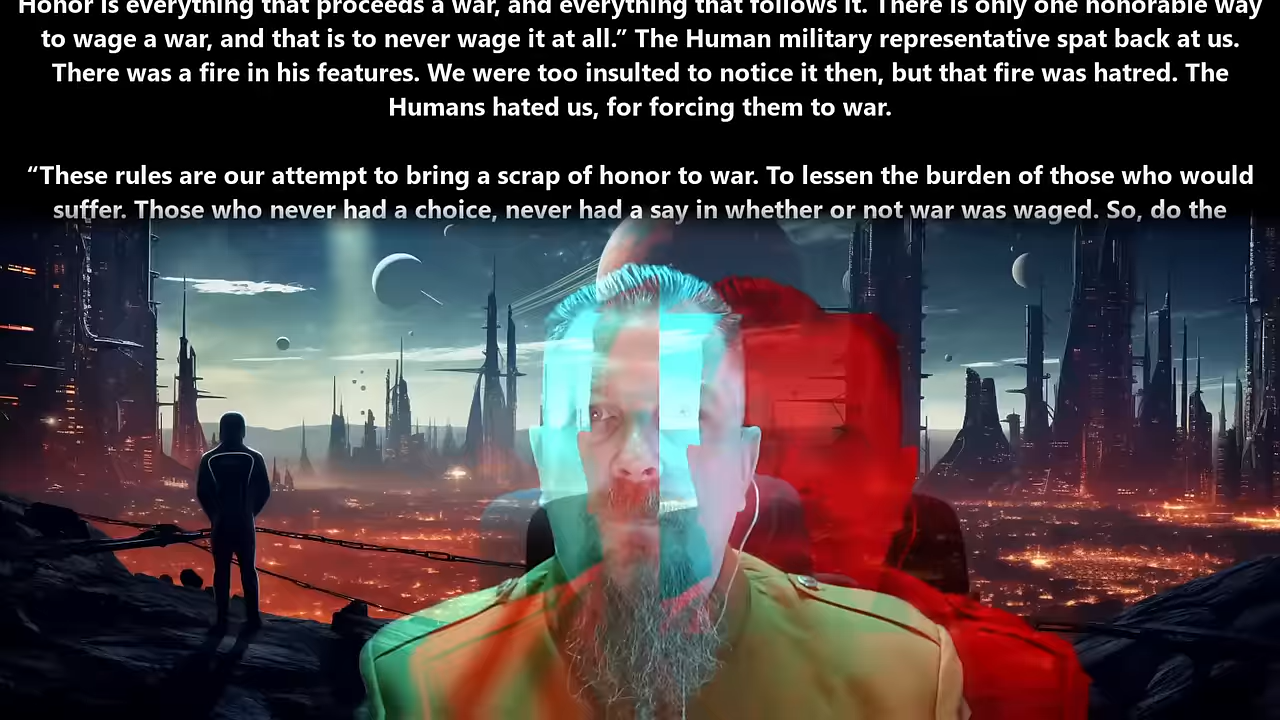 Honor is everything that proceeds a war, and everything that follows it. There is only one honorable way
to wage a war, and that is to never wage it at all.” The Human military representative spat back at us.
There was a fire in his features. We were too insulted to notice it then, but that fire was hatred. The
Humans hated us, for forcing them to war.
“These rules are our attempt to bring a scrap of honor to war. To lessen the burden of those who would
suffer. Those who never had a choice, never had a say in whether or not war was waged. So, do the